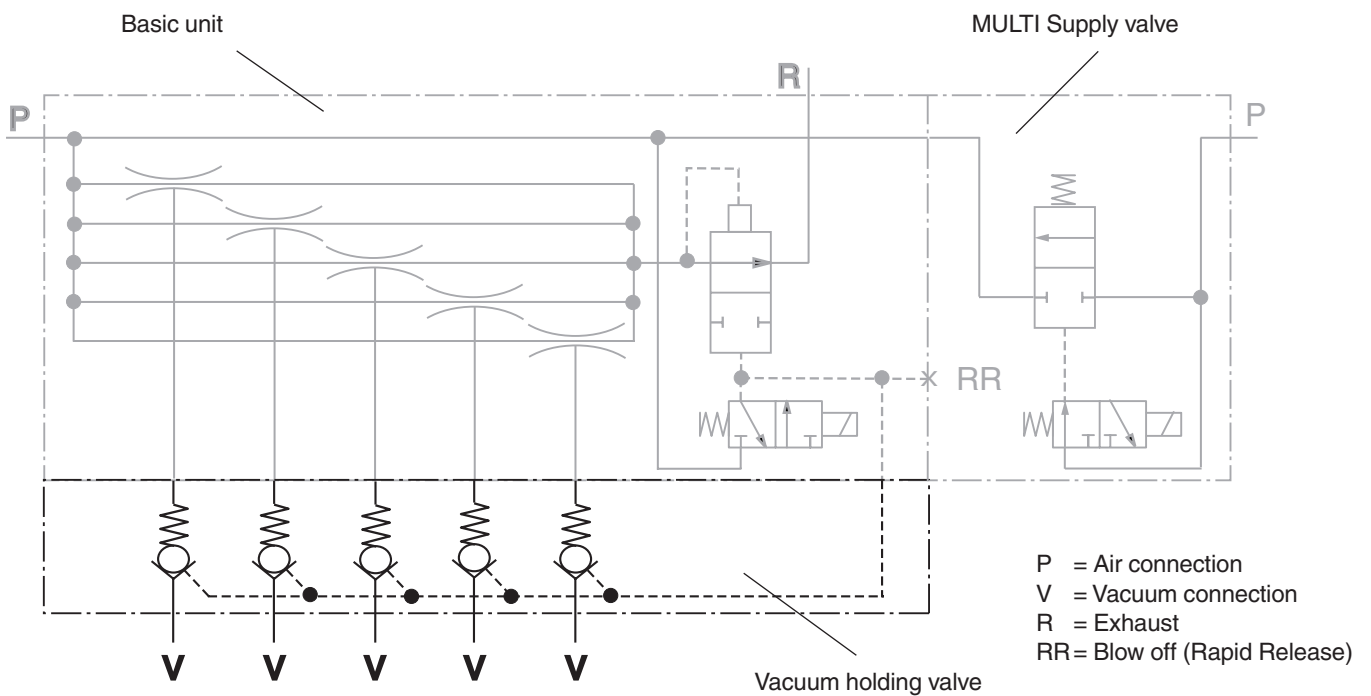 Basic unit
MULTI Supply valve
R
P
P
RR
P = Air connection
V = Vacuum connection
R = Exhaust
RR = Blow off (Rapid Release)
V V V V V
Vacuum holding valve